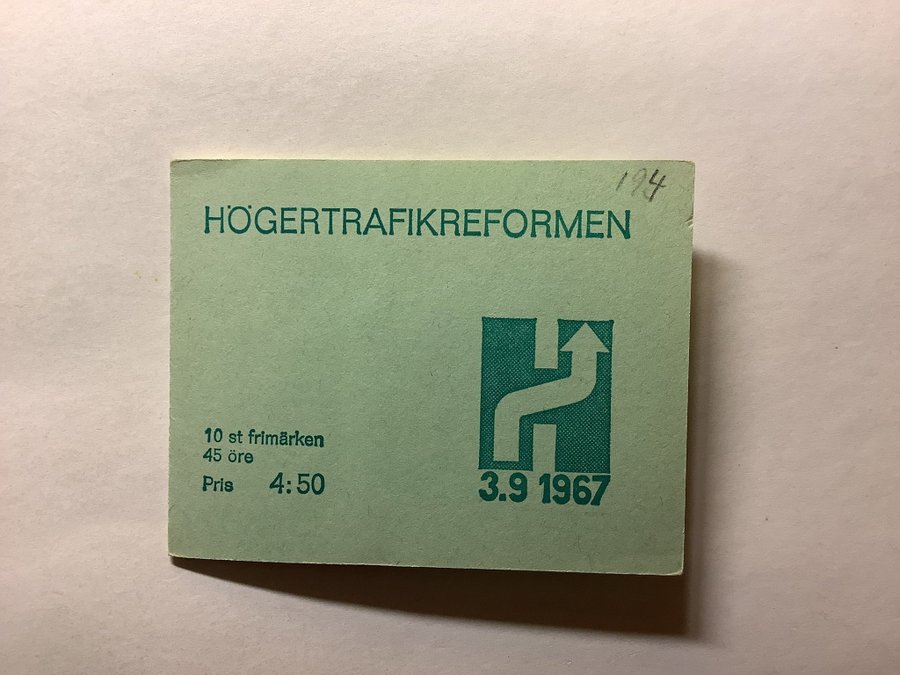 194
HÖGERTRAFIKREFORMEN
10 st frimärken
45 öre
Pris 4:50
3.9 1967